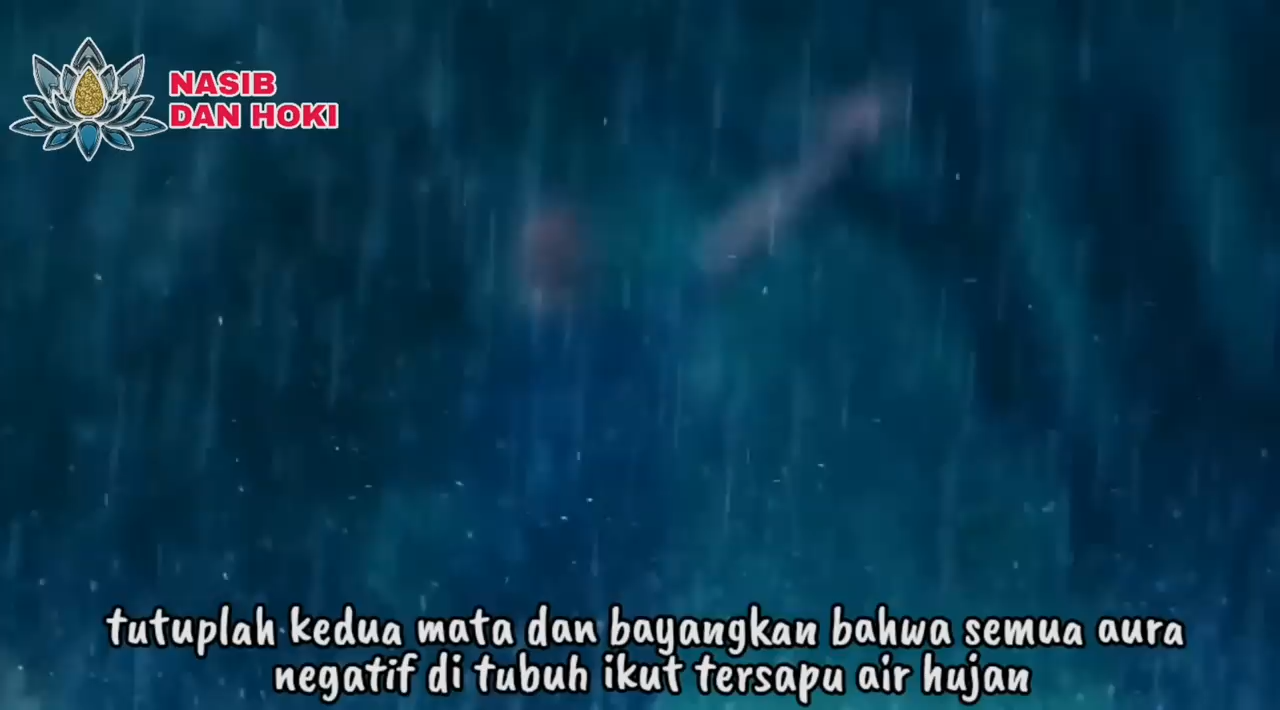 NASIB
DAN HOKI
tutuplah kedua mata dan bayangkan bahwa semua aura
negatif di tubuh ikut tersapu air hujan